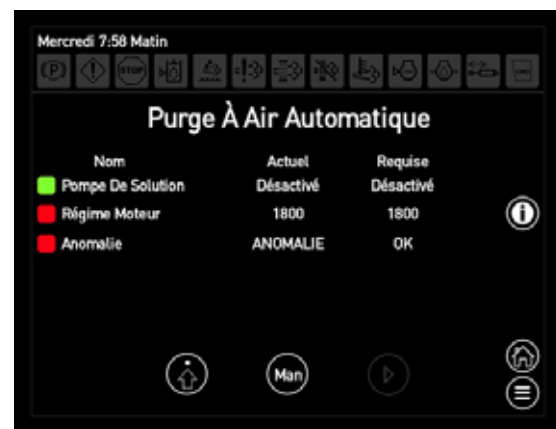 Mercredi 7:58 Matin
(P) STOP
Purge À Air Automatique
Nom Actuel Requise
Pompe De Solution Désactivé Désactivé
Régime Moteur 1800 1800
Anomalie ANOMALIE OK
Man